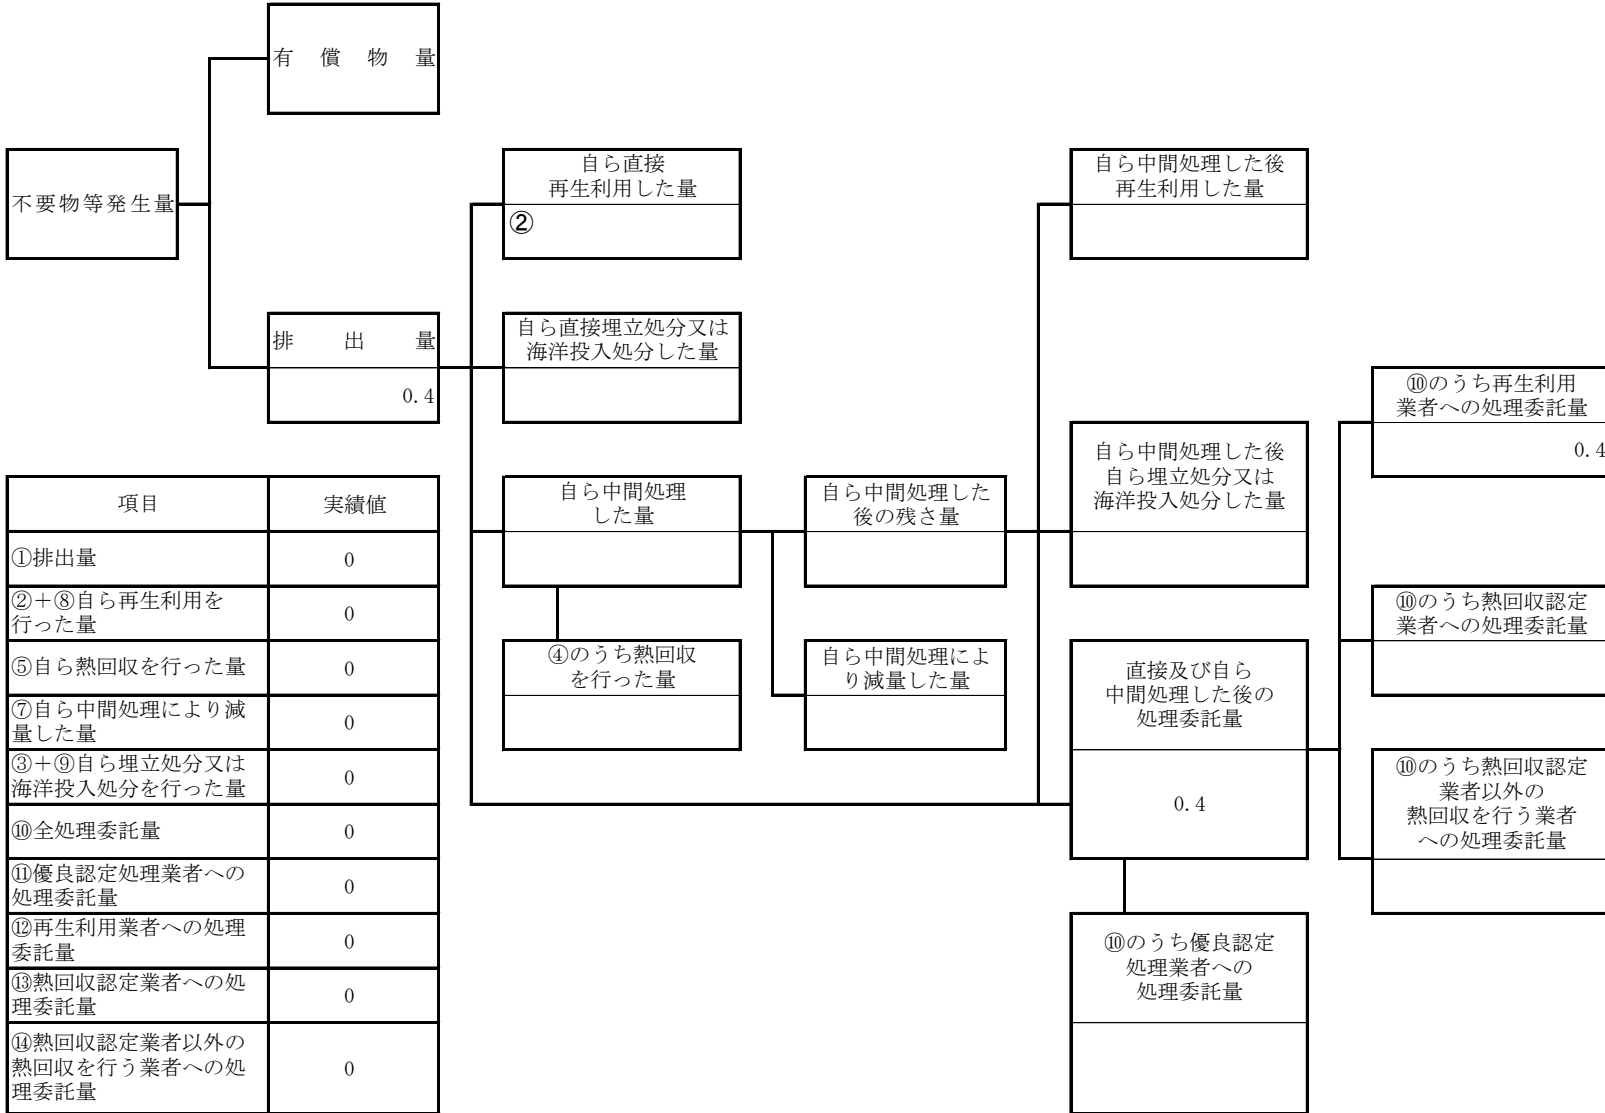 有償物量
不要物等発生量
排出量
0.4
自ら直接
再生利用した量
②
自ら直接埋立処分又は
海洋投入処分した量
自ら中間処理
した量
④のうち熱回収
を行った量
自ら中間処理した
後の残さ量
自ら中間処理によ
り減量した量
自ら中間処理した後
再生利用した量
自ら中間処理した後
自ら埋立処分又は
海洋投入処分した量
直接及び自ら
中間処理した後の
処理委託量
0.4
⑩のうち優良認定
処理業者への
処理委託量
⑩のうち再生利用
業者への処理委託量
0.4
⑩のうち熱回収認定
業者への処理委託量
⑩のうち熱回収認定
業者以外の
熱回収を行う業者
への処理委託量
項目 実績値
①排出量 0
②+⑧自ら再生利用を
行った量 0
⑤自ら熱回収を行った量 0
⑦自ら中間処理により減
量した量 0
③+⑨自ら埋立処分又は
海洋投入処分を行った量 0
⑩全処理委託量 0
⑪優良認定処理業者への
処理委託量 0
⑫再生利用業者への処理
委託量 0
⑬熱回収認定業者への処
理委託量 0
⑭熱回収認定業者以外の
熱回収を行う業者への処
理委託量 0